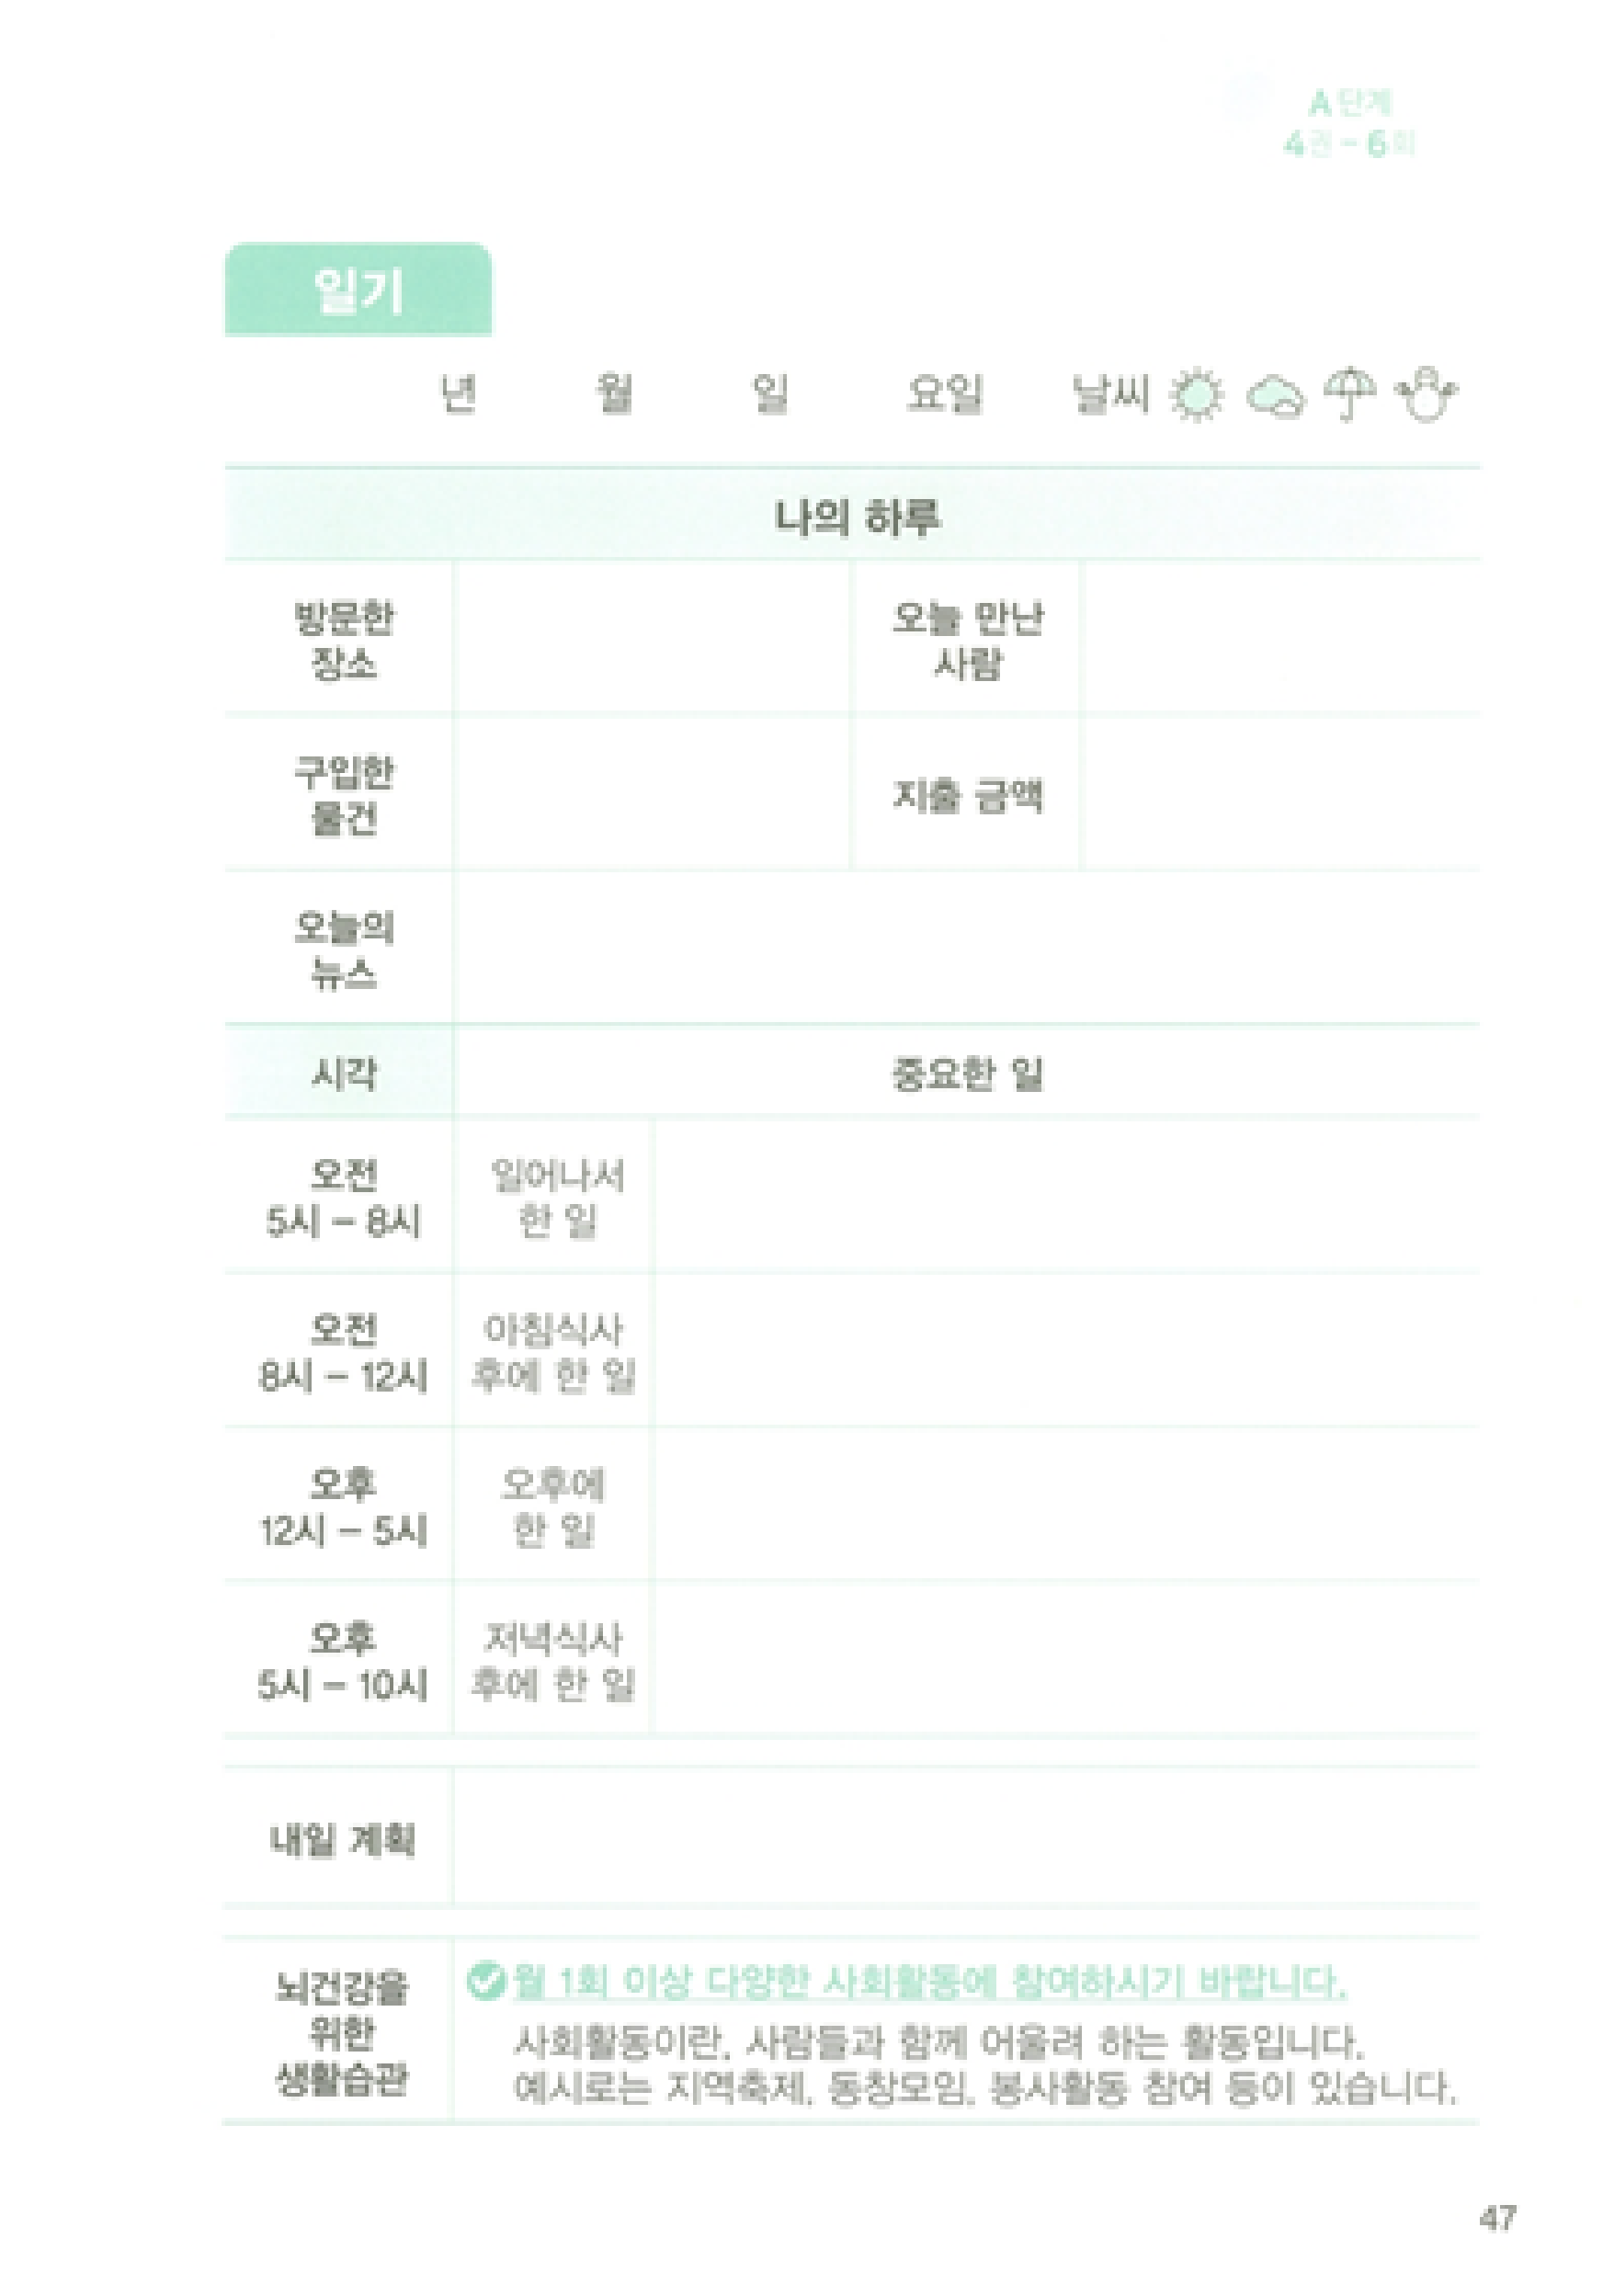 A단계
4권-6회
일기
년 월 일 요일 날씨
나의 하루
방문한
장소
오늘 만난
사람
구입한
물건
지출 금액
오늘의
뉴스
시각
중요한 일
오전
5시 - 8시
일어나서
한 일
오전
8시 - 12시
아침식사
후에 한 일
오후
12시 - 5시
오후에
한 일
오후
5시 - 10시
저녁식사
후에 한 일
내일 계획
뇌건강을
위한
생활습관
월 1회 이상 다양한 사회활동에 참여하시기 바랍니다.
사회활동이란, 사람들과 함께 어울려 하는 활동입니다.
예시로는 지역축제, 동창모임, 봉사활동 참여 등이 있습니다.
47